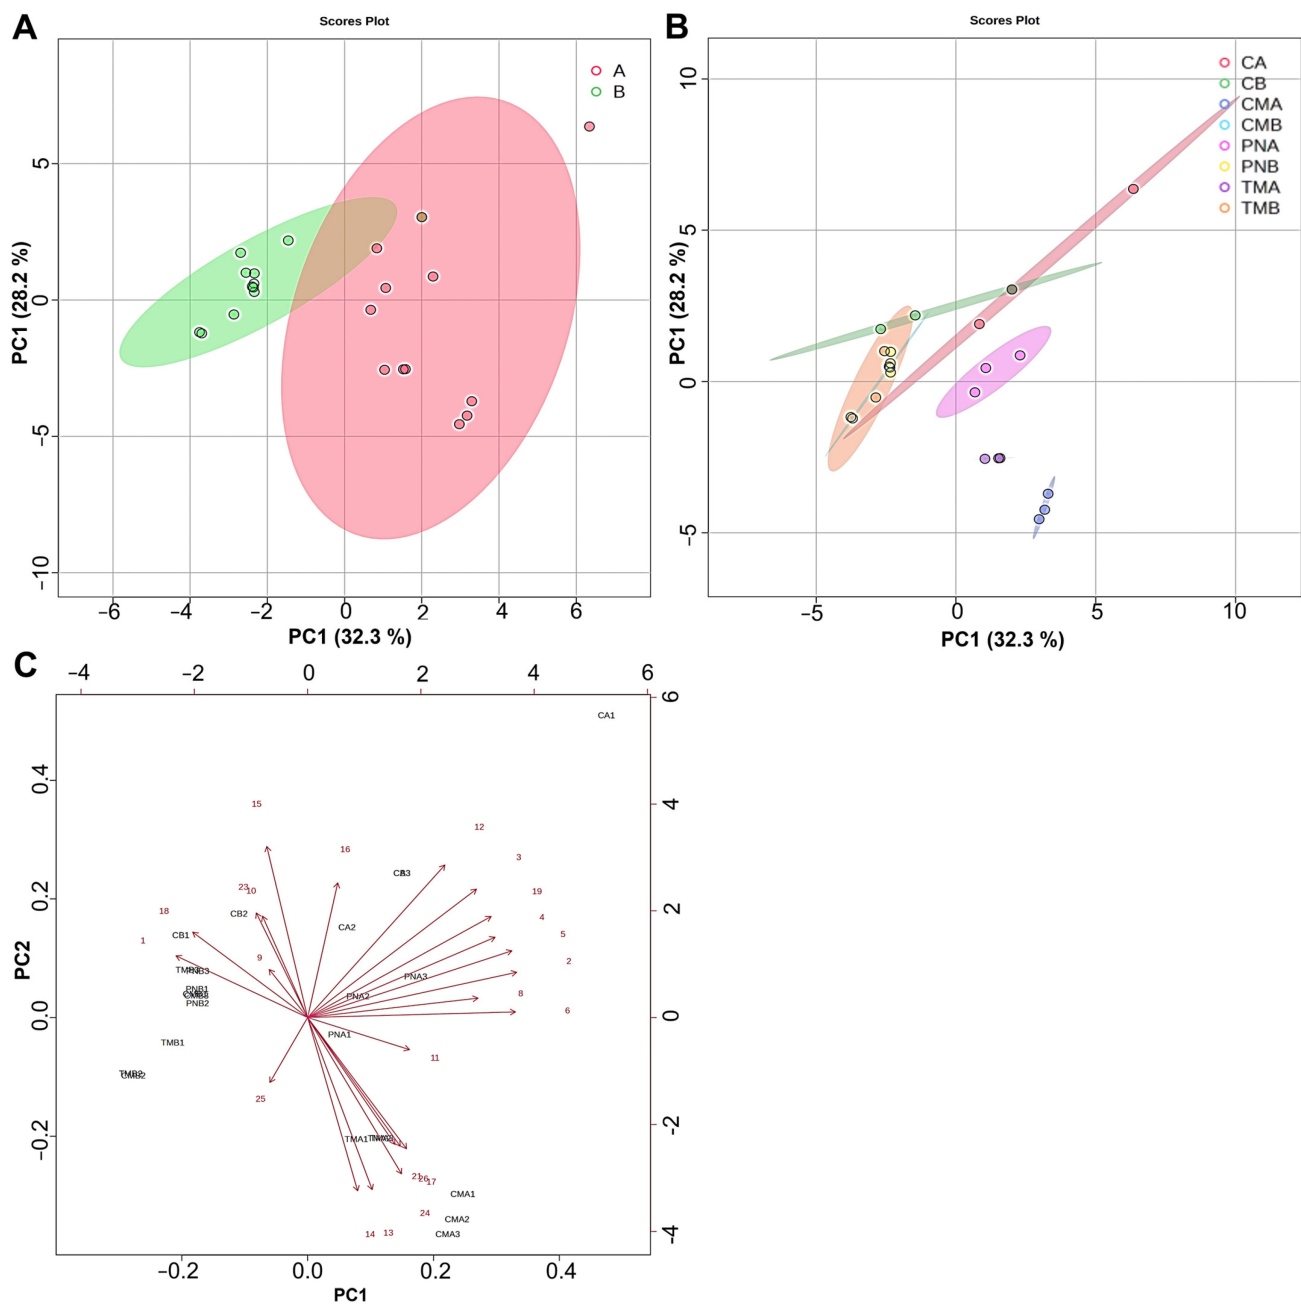 A
Scores Plot
A
B
5
0
−5
−10
PC1 (28.2 %)
−6
−4
−2
0
2
4
6
PC1 (32.3 %)
B
Scores Plot
CA
CB
CMA
CMB
PNA
PNB
TMA
TMB
10
5
0
−5
PC1 (28.2 %)
−5
0
5
10
PC1 (32.3 %)
C
−4
−2
0
2
4
6
CA1
15
12
16
3
CB3
23
10
19
18
CB2
4
CA2
CB1
1
5
9
2
PNB3
PNA3
PNB1
PNA2
8
PNB2
6
PNA1
TMB1
11
TMB2
CMB2
25
TMA1
21
26
17
CMA1
24
CMA2
14
13
CMA3
0.4
0.2
0.0
−0.2
PC2
6
4
2
0
-2
-4
−0.2
0.0
0.2
0.4
PC1